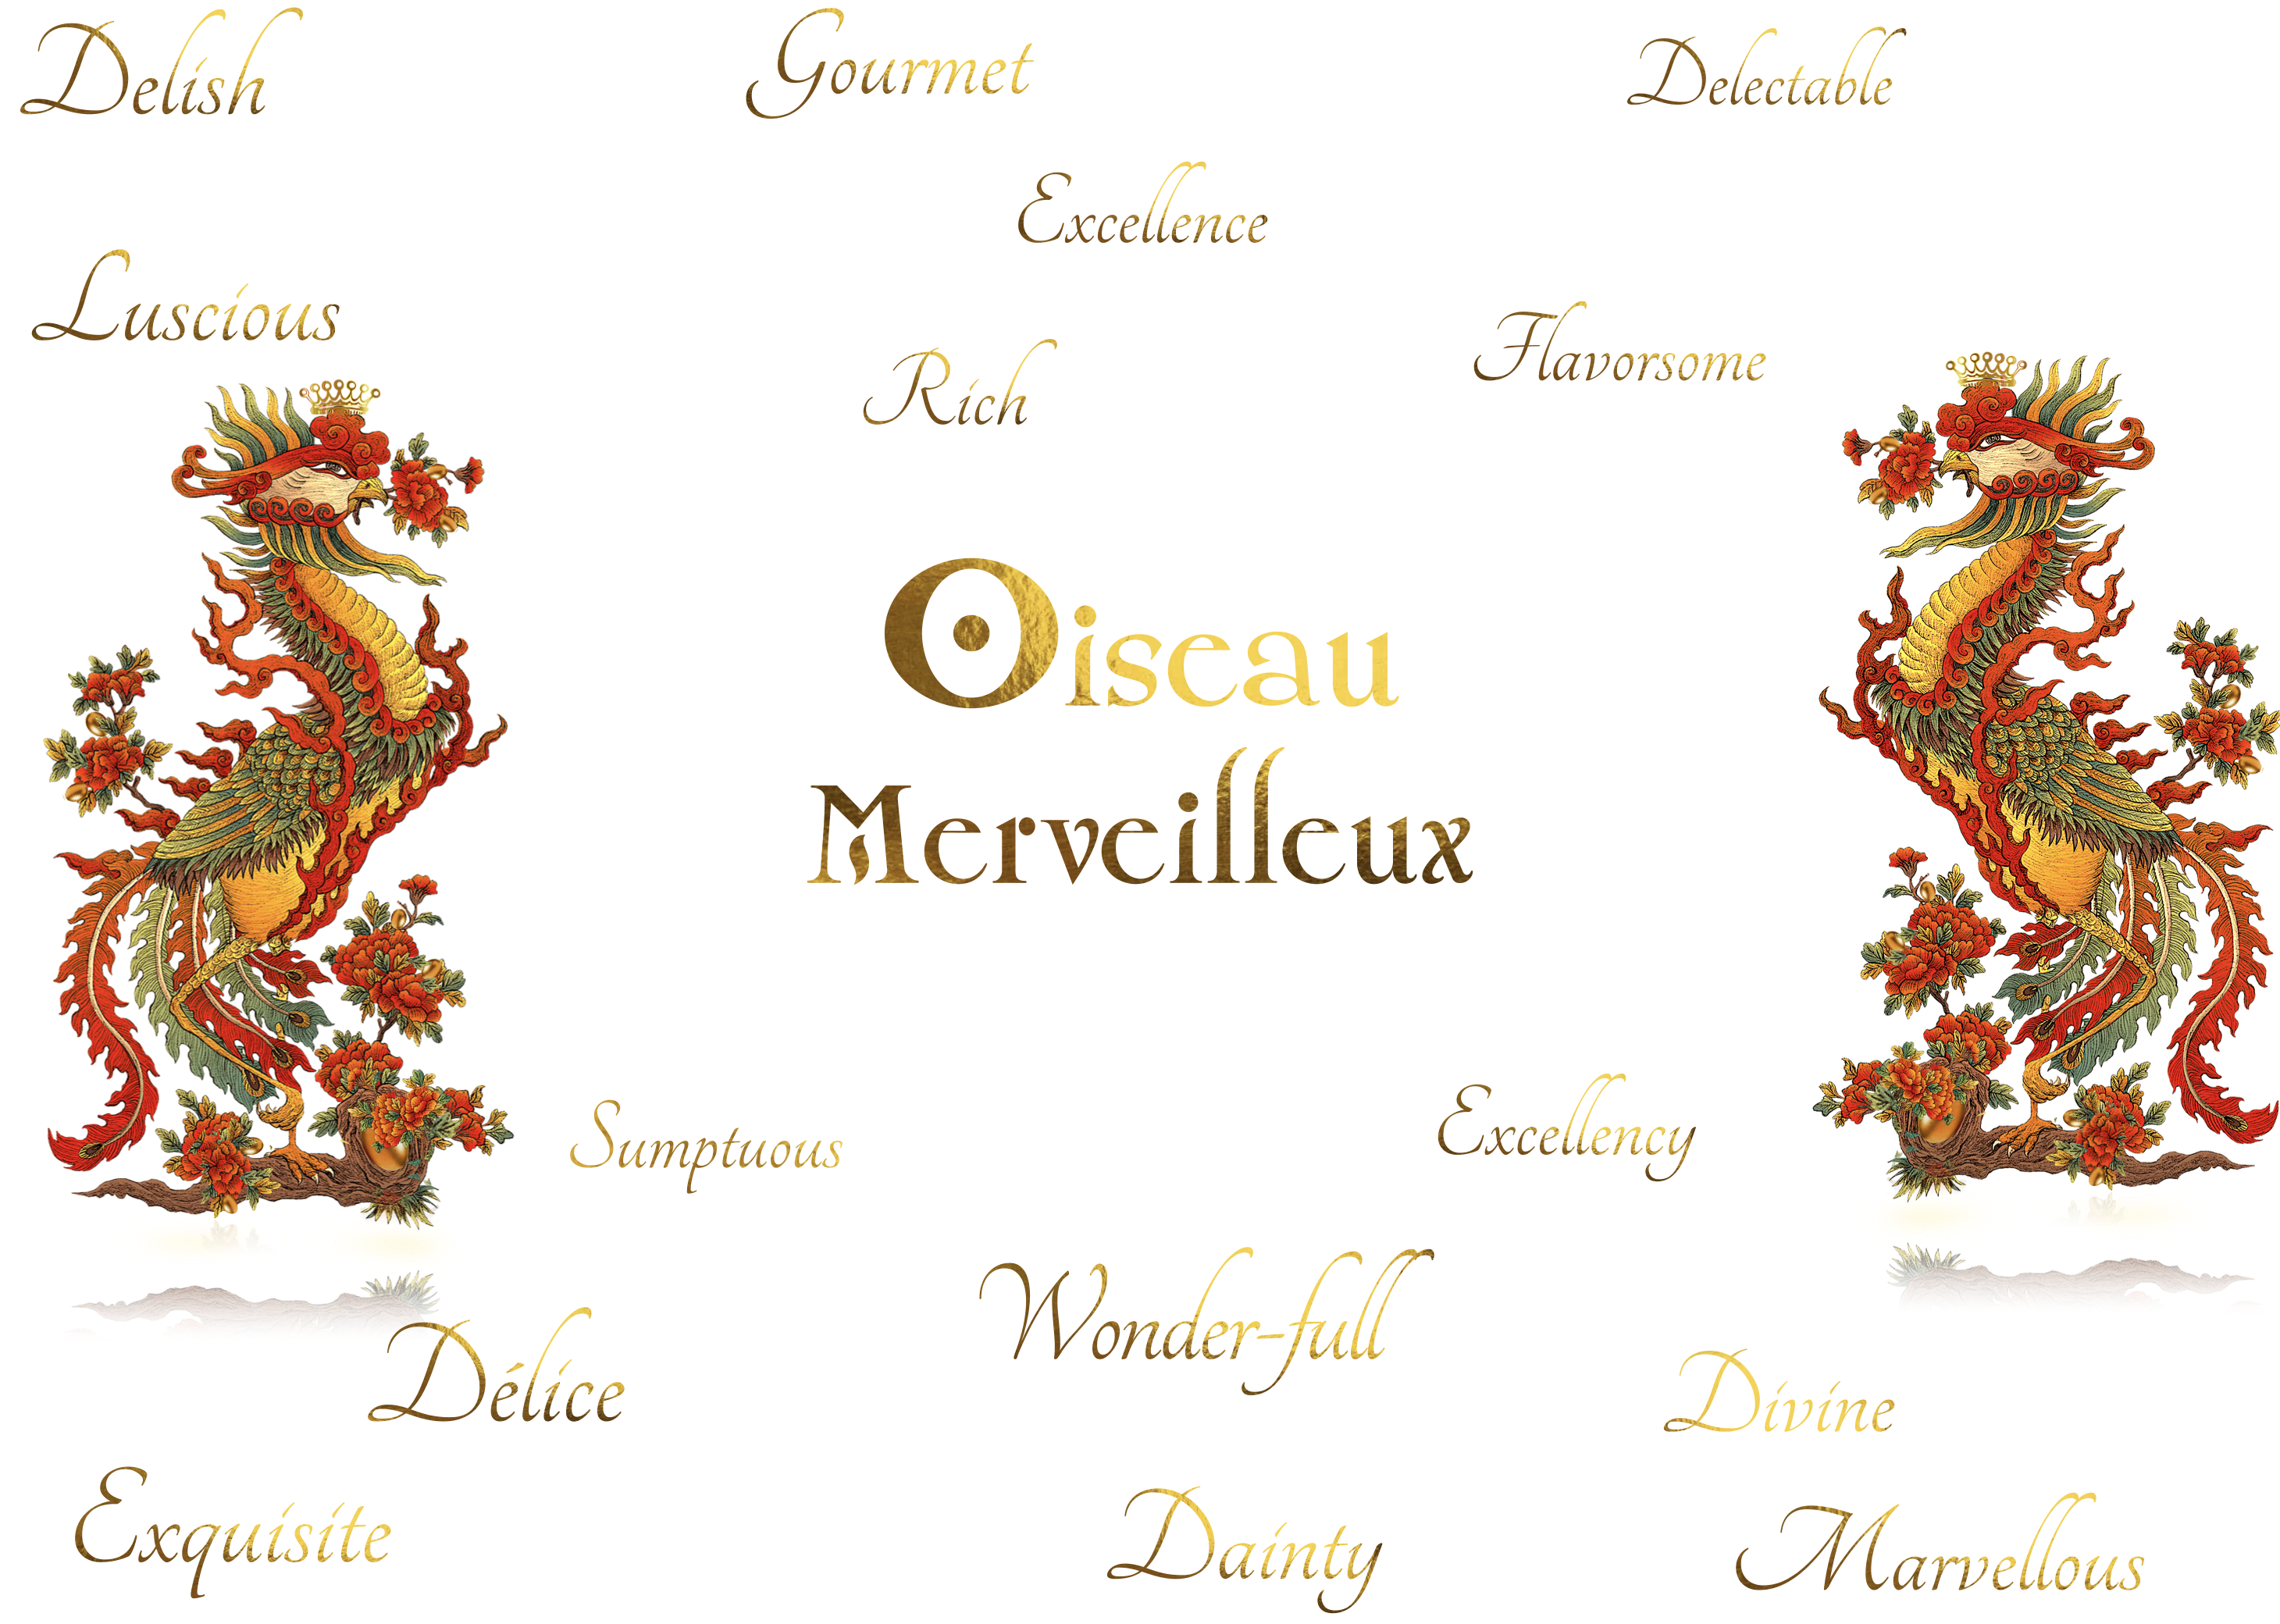 Delish
Gourmet
Delectable
Excellence
Luscious
Flavorsome
Rich
Oiseau
Merveilleux
Sumptuous
Excellency
Wonder-full
Délice
Divine
Exquisite
Dainty
Marvellous